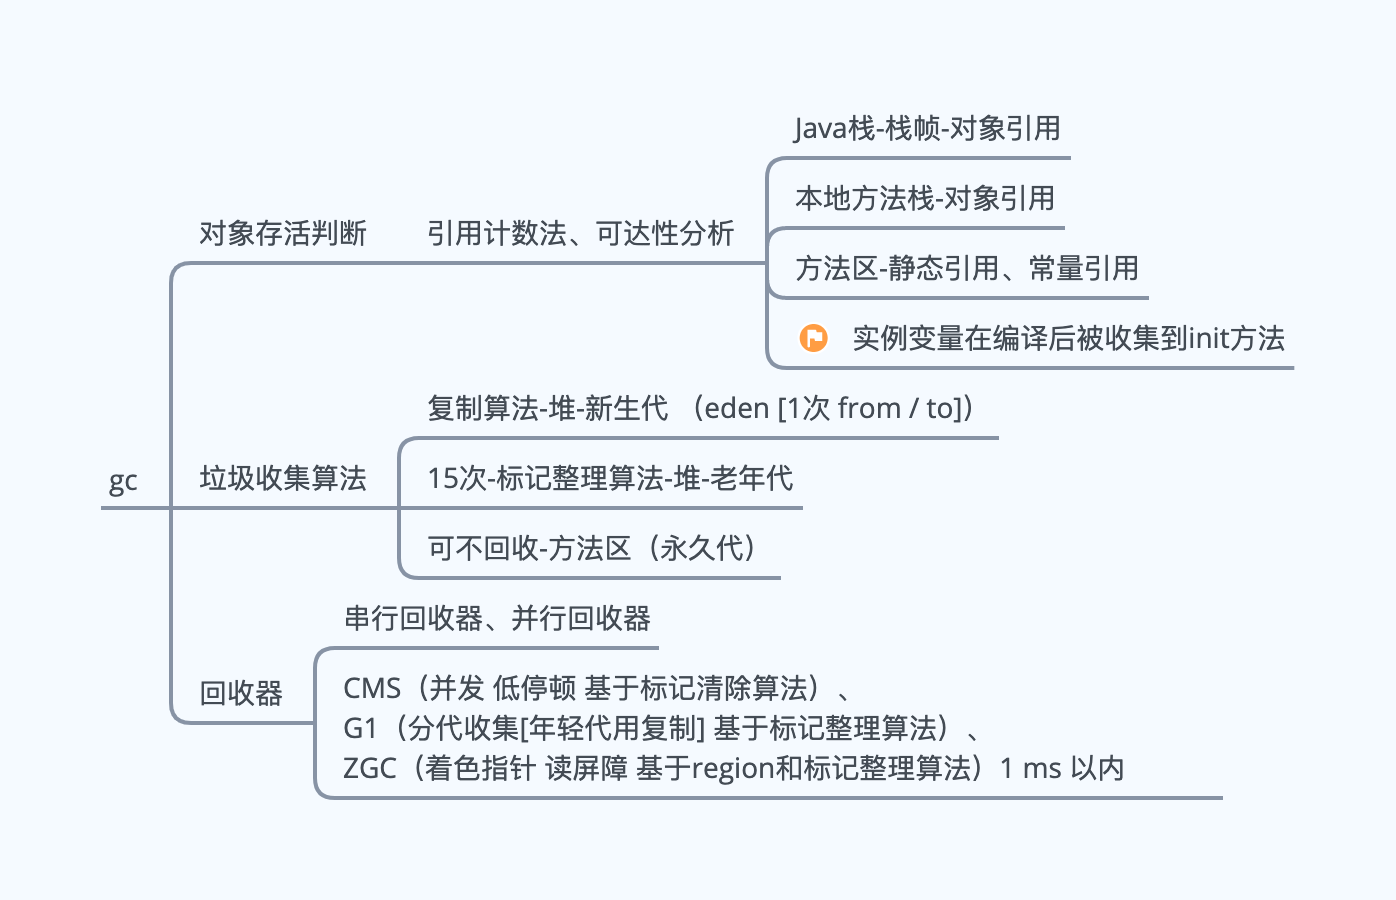 gc
对象存活判断
引用计数法、可达性分析
Java栈-栈帧-对象引用
本地方法栈-对象引用
方法区-静态引用、常量引用
实例变量在编译后被收集到init方法
垃圾收集算法
复制算法-堆-新生代 （eden [1次 from / to]）
15次-标记整理算法-堆-老年代
可不回收-方法区（永久代）
回收器
串行回收器、并行回收器
CMS（并发 低停顿 基于标记清除算法）、
G1（分代收集[年轻代用复制] 基于标记整理算法）、
ZGC（着色指针 读屏障 基于region和标记整理算法）1 ms 以内